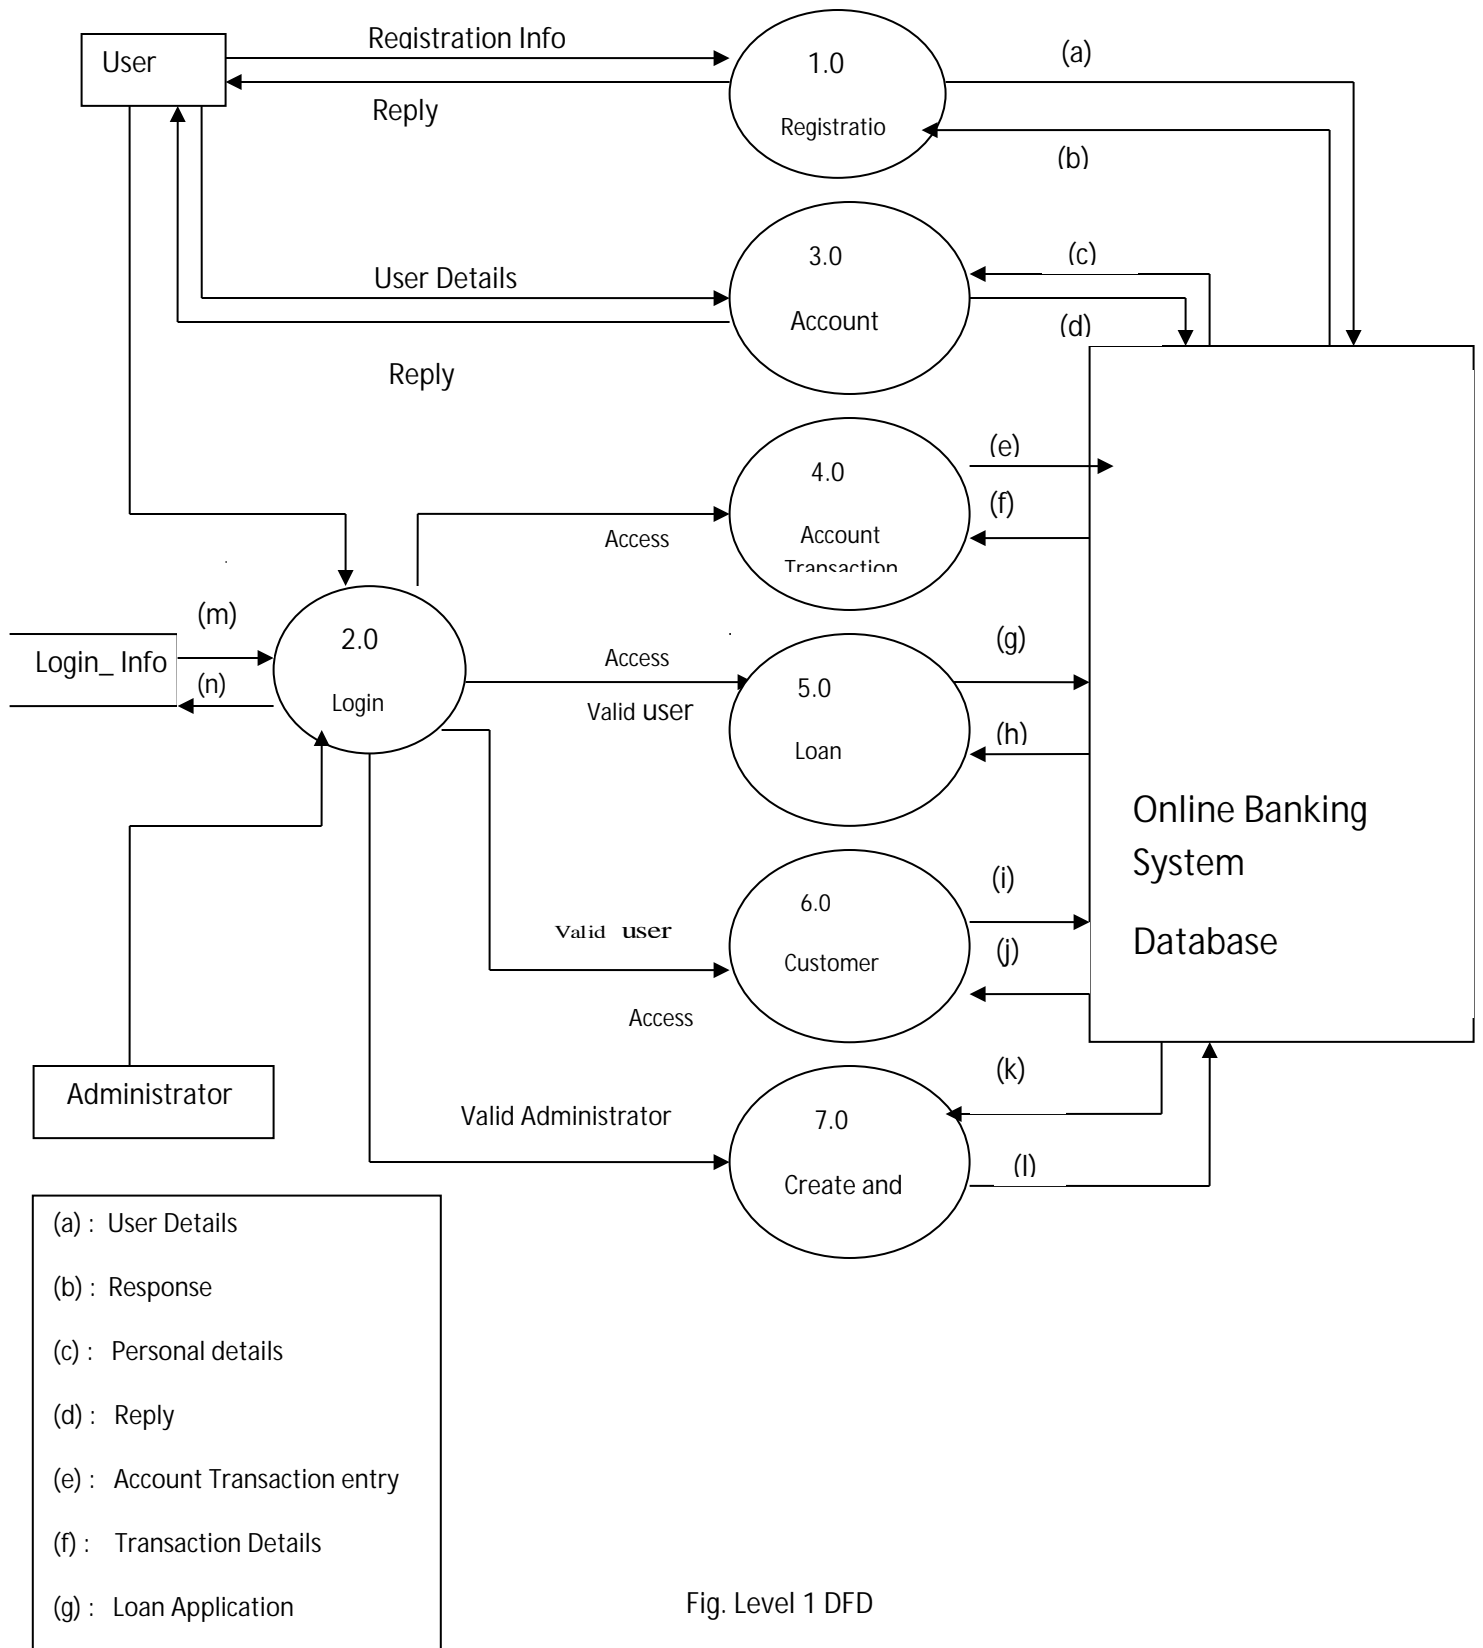 User
Registration Info
Reply
1.0
Registratio
(a)
(b)
3.0
Account
User Details
Reply
(c)
(d)
4.0
Account
Transaction
Access
(e)
(f)
(m)
Login_ Info
(n)
2.0
Login
Access
Valid user
5.0
Loan
(g)
(h)
Online Banking
System
Database
Valid user
Access
6.0
Customer
(i)
(j)
Administrator
Valid Administrator
7.0
Create and
(k)
(l)
(a) : User Details
(b) : Response
(c) : Personal details
(d) : Reply
(e) : Account Transaction entry
(f) : Transaction Details
(g) : Loan Application
Fig. Level 1 DFD